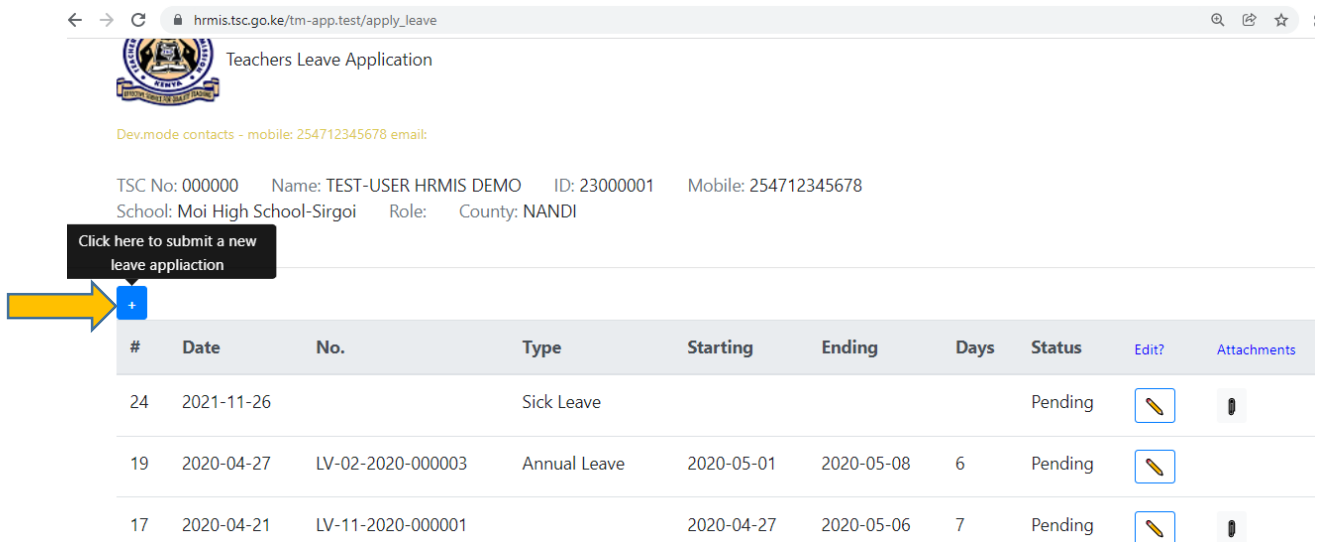 hrmis.tsc.go.ke/tm-app.test/apply_leave
KENYA
Teachers Leave Application
Dev.mode contacts - mobile: 254712345678 email:
TSC No: 000000 Name: TEST-USER HRMIS DEMO ID: 23000001 Mobile: 254712345678
School: Moi High School-Sirgoi Role: County: NANDI
Click here to submit a new
leave appliaction
+
# Date No. Type Starting Ending Days Status Edit? Attachments
24 2021-11-26 Sick Leave Pending
19 2020-04-27 LV-02-2020-000003 Annual Leave 2020-05-01 2020-05-08 6 Pending
17 2020-04-21 LV-11-2020-000001 2020-04-27 2020-05-06 7 Pending